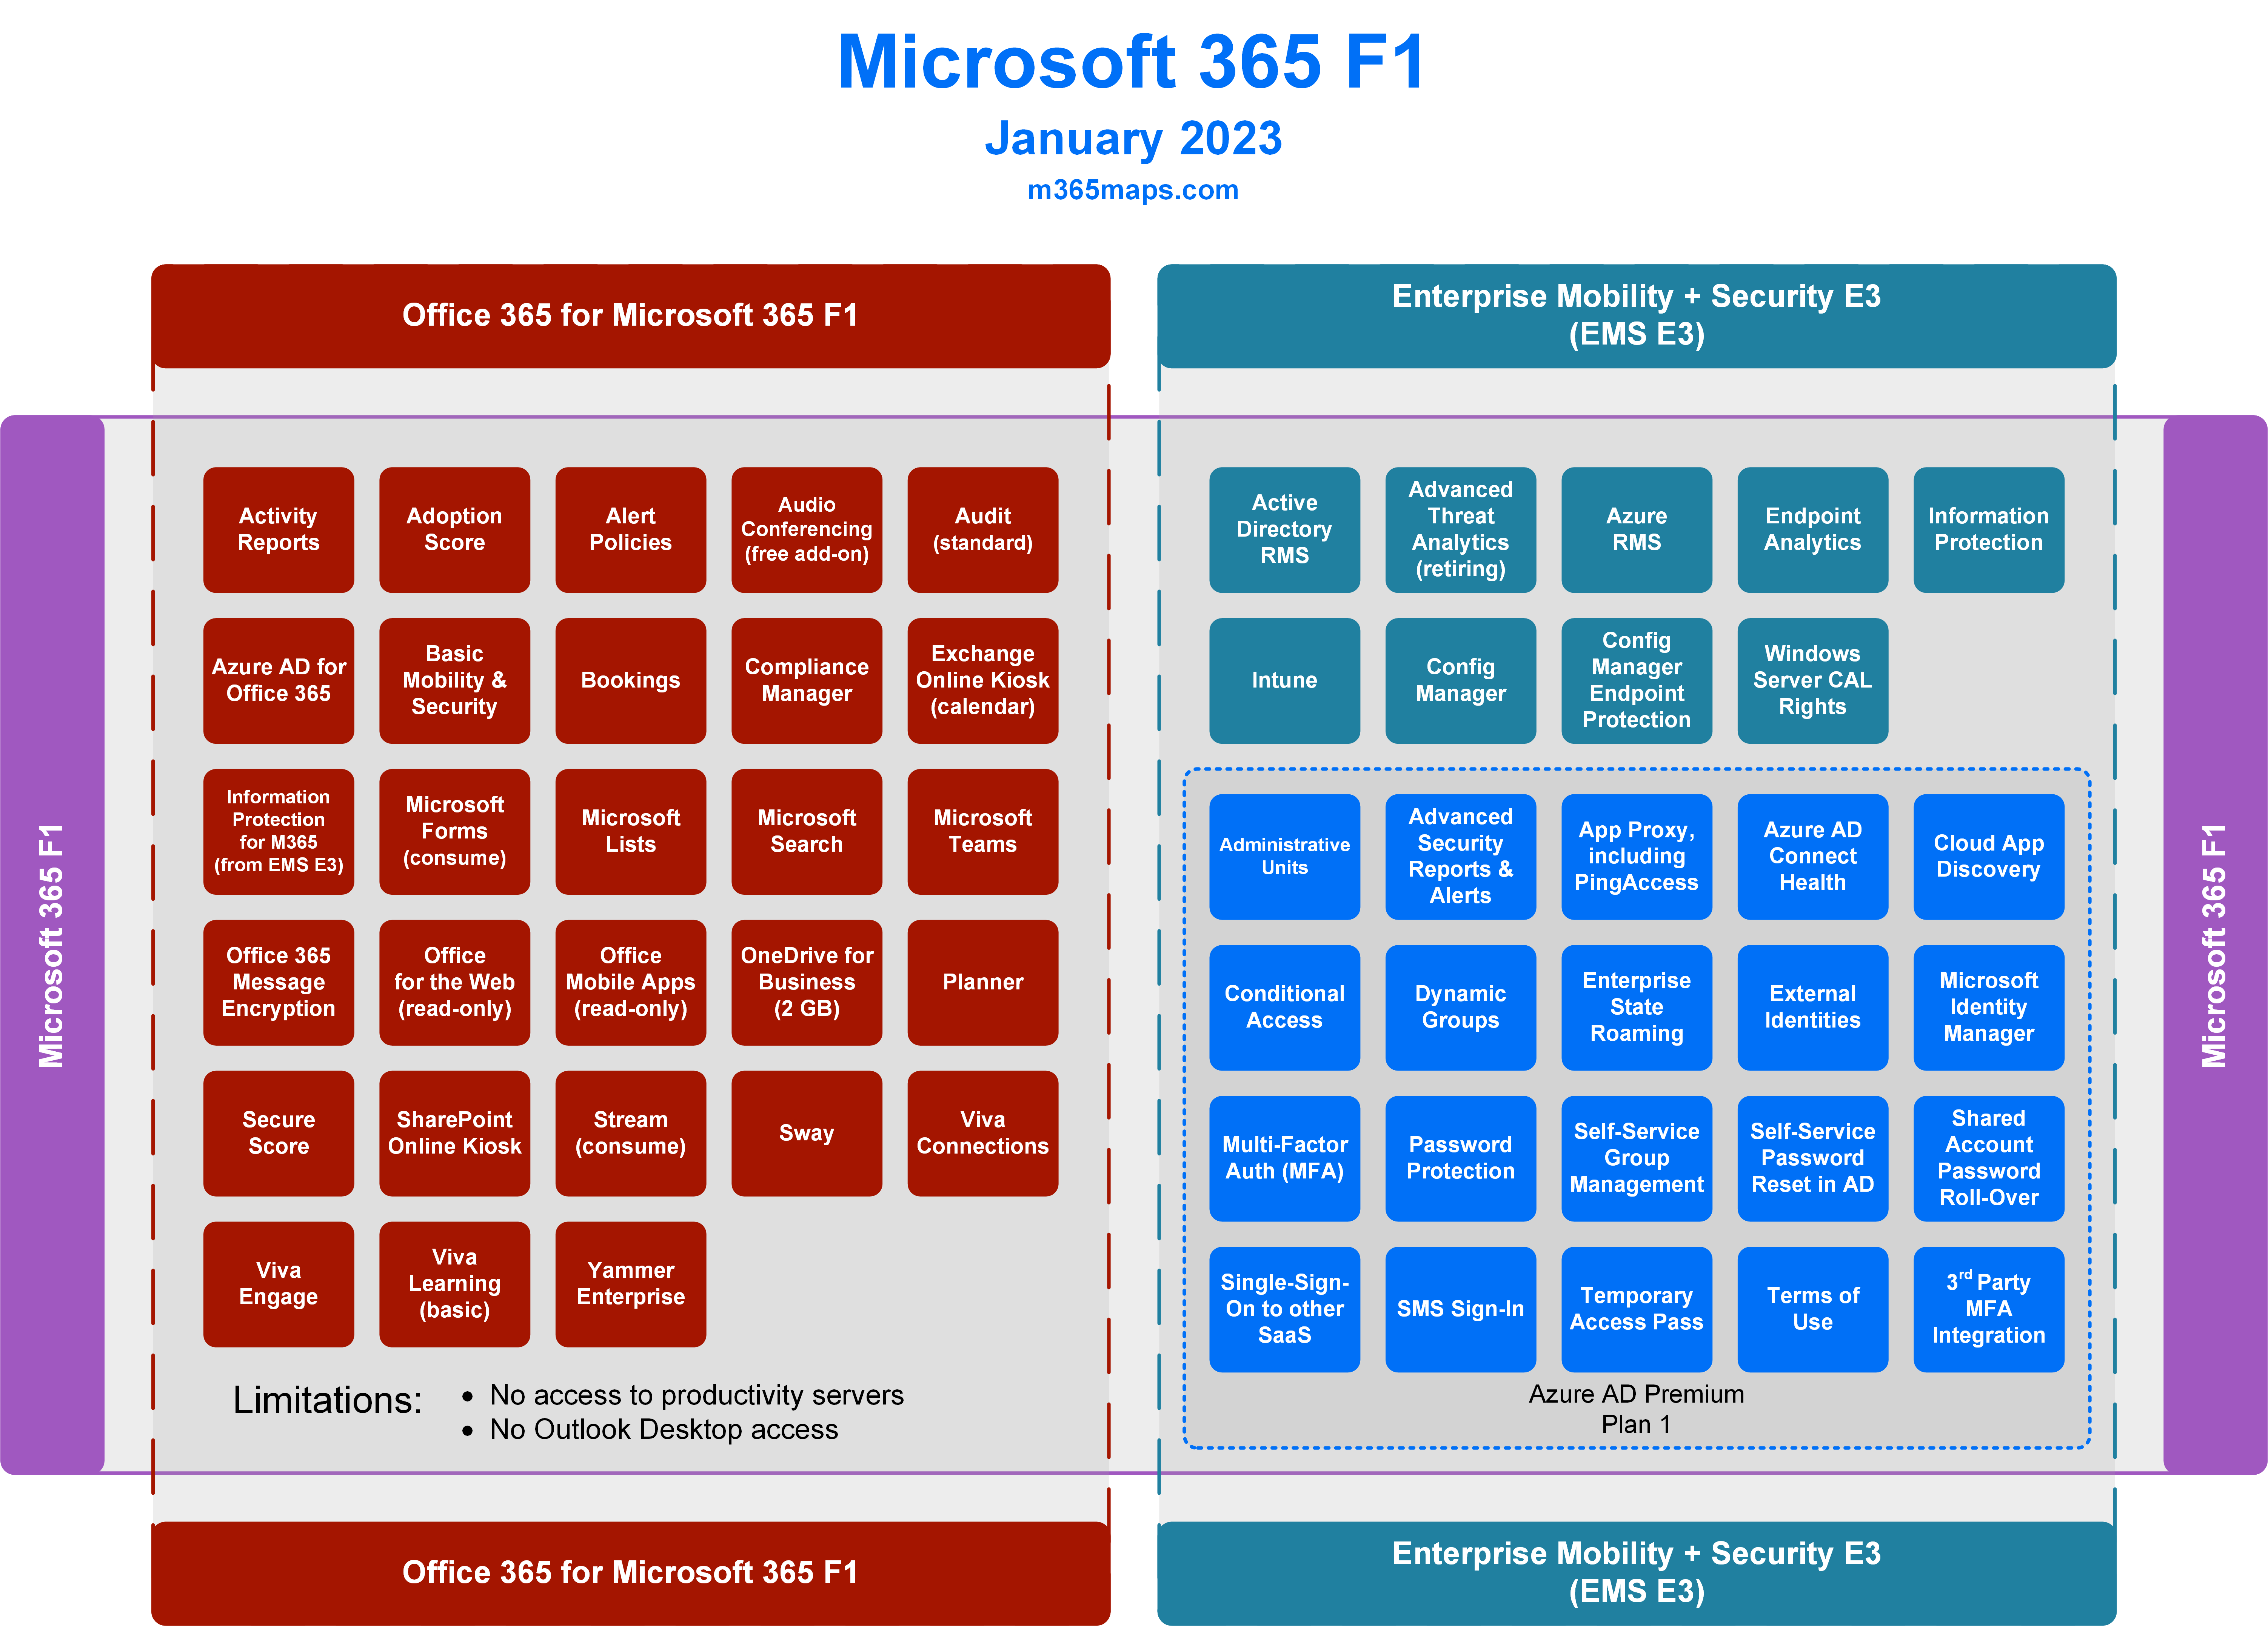 Microsoft 365 F1
January 2023
m365maps.com
Office 365 for Microsoft 365 F1
Enterprise Mobility + Security E3
(EMS E3)
Microsoft 365 F1
Activity
Reports
Adoption
Score
Alert
Policies
Audio
Conferencing
(free add-on)
Audit
(standard)
Azure AD for
Office 365
Basic
Mobility &
Security
Bookings
Compliance
Manager
Exchange
Online Kiosk
(calendar)
Information
Protection
for M365
(from EMS E3)
Microsoft
Forms
(consume)
Microsoft
Lists
Microsoft
Search
Microsoft
Teams
Office 365
Message
Encryption
Office
for the Web
(read-only)
Office
Mobile Apps
(read-only)
OneDrive for
Business
(2 GB)
Planner
Secure
Score
SharePoint
Online Kiosk
Stream
(consume)
Sway
Viva
Connections
Viva
Engage
Viva
Learning
(basic)
Yammer
Enterprise
Limitations:
• No access to productivity servers
• No Outlook Desktop access
Active
Directory
RMS
Advanced
Threat
Analytics
(retiring)
Azure
RMS
Endpoint
Analytics
Information
Protection
Intune
Config
Manager
Config
Manager
Endpoint
Protection
Windows
Server CAL
Rights
Administrative
Units
Advanced
Security
Reports &
Alerts
App Proxy,
including
PingAccess
Azure AD
Connect
Health
Cloud App
Discovery
Conditional
Access
Dynamic
Groups
Enterprise
State
Roaming
External
Identities
Microsoft
Identity
Manager
Multi-Factor
Auth (MFA)
Password
Protection
Self-Service
Group
Management
Self-Service
Password
Reset in AD
Shared
Account
Password
Roll-Over
Single-Sign-
On to other
SaaS
SMS Sign-In
Temporary
Access Pass
Terms of
Use
3rd Party
MFA
Integration
Azure AD Premium
Plan 1
Microsoft 365 F1
Office 365 for Microsoft 365 F1
Enterprise Mobility + Security E3
(EMS E3)